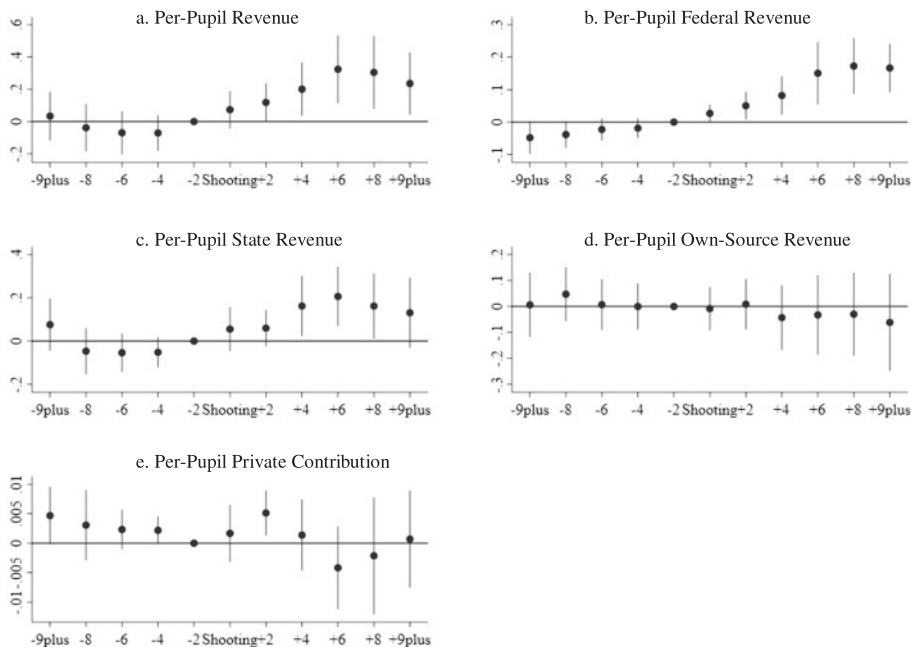 a. Per-Pupil Revenue
.6
.4
.2
0
-.2
-9plus -8 -6 -4 -2 Shooting +2 +4 +6 +8 +9plus
b. Per-Pupil Federal Revenue
.3
.2
.1
0
-.1
-9plus -8 -6 -4 -2 Shooting +2 +4 +6 +8 +9plus
c. Per-Pupil State Revenue
.4
.2
0
-.2
-9plus -8 -6 -4 -2 Shooting +2 +4 +6 +8 +9plus
d. Per-Pupil Own-Source Revenue
.2
.1
0
-.1
-.2
-.3
-9plus -8 -6 -4 -2 Shooting +2 +4 +6 +8 +9plus
e. Per-Pupil Private Contribution
.01
.005
0
-.005
-.01
-9plus -8 -6 -4 -2 Shooting +2 +4 +6 +8 +9plus